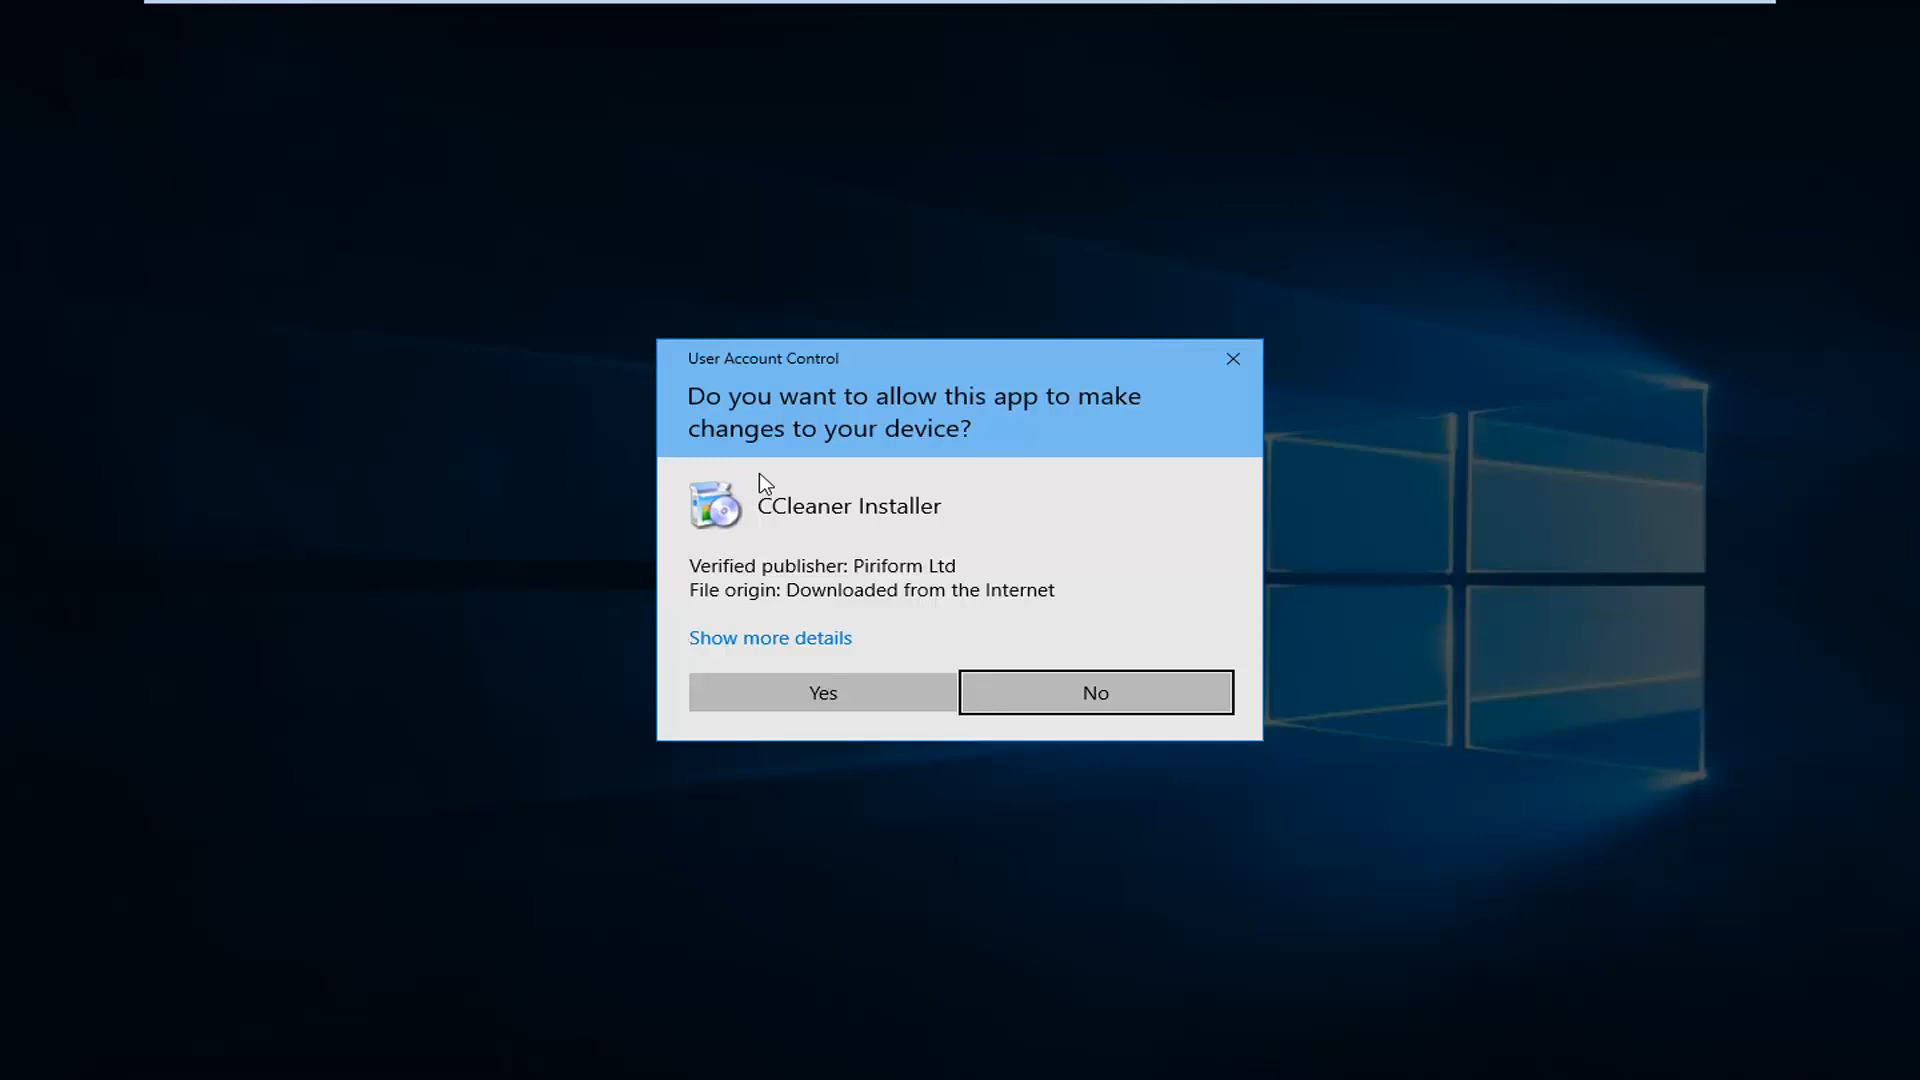 User Account Control
Do you want to allow this app to make
changes to your device?
CCleaner Installer
Verified publisher: Piriform Ltd
File origin: Downloaded from the Internet
Show more details
Yes
No